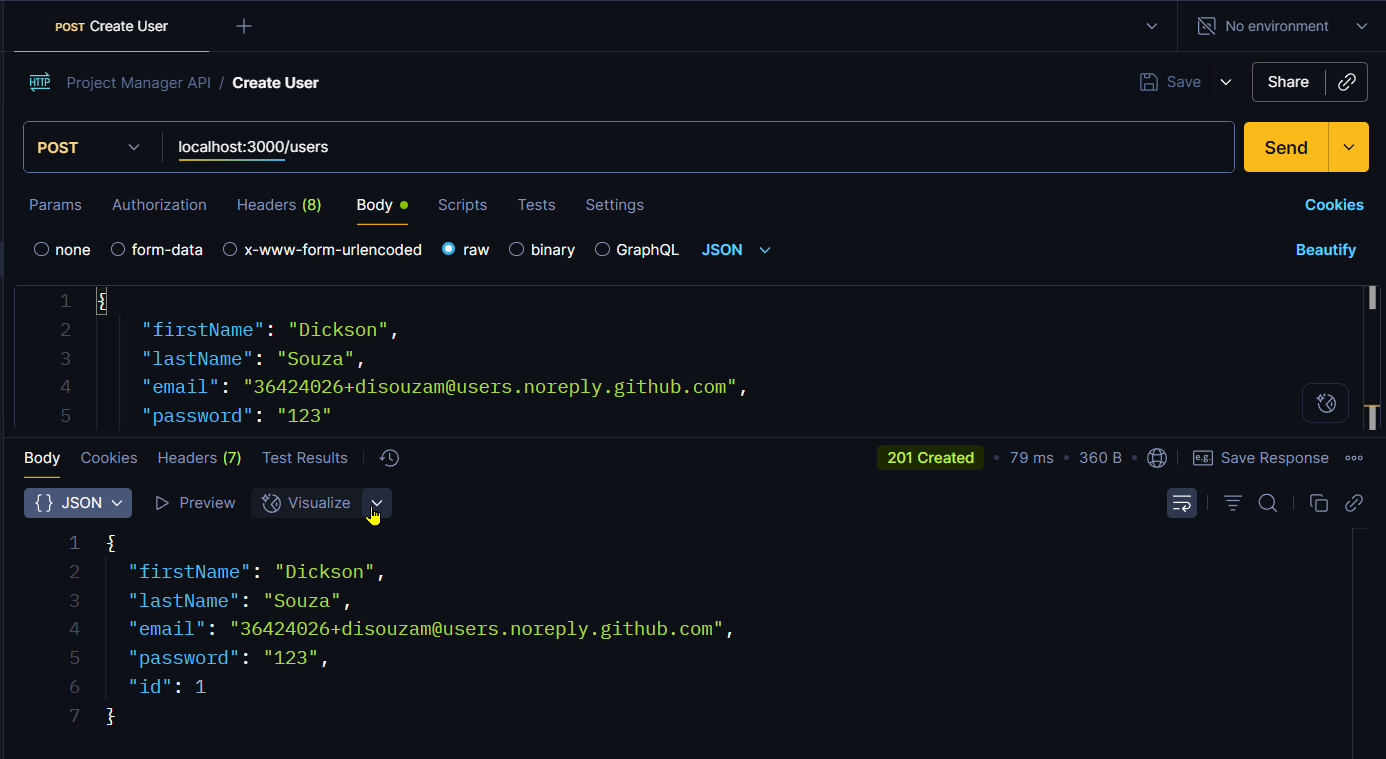 POST Create User
No environment
HTTP Project Manager API / Create User Save Share
POST localhost:3000/users Send
Params Authorization Headers (8) Body Scripts Tests Settings Cookies
none form-data x-www-form-urlencoded raw binary GraphQL JSON Beautify
1 {
2 "firstName": "Dickson",
3 "lastName": "Souza",
4 "email": "36424026+disouzam@users.noreply.github.com",
5 "password": "123"
Body Cookies Headers (7) Test Results 201 Created • 79 ms • 360 B • e.g. Save Response
{} JSON Preview Visualize
1 {
2 "firstName": "Dickson",
3 "lastName": "Souza",
4 "email": "36424026+disouzam@users.noreply.github.com",
5 "password": "123",
6 "id": 1
7 }